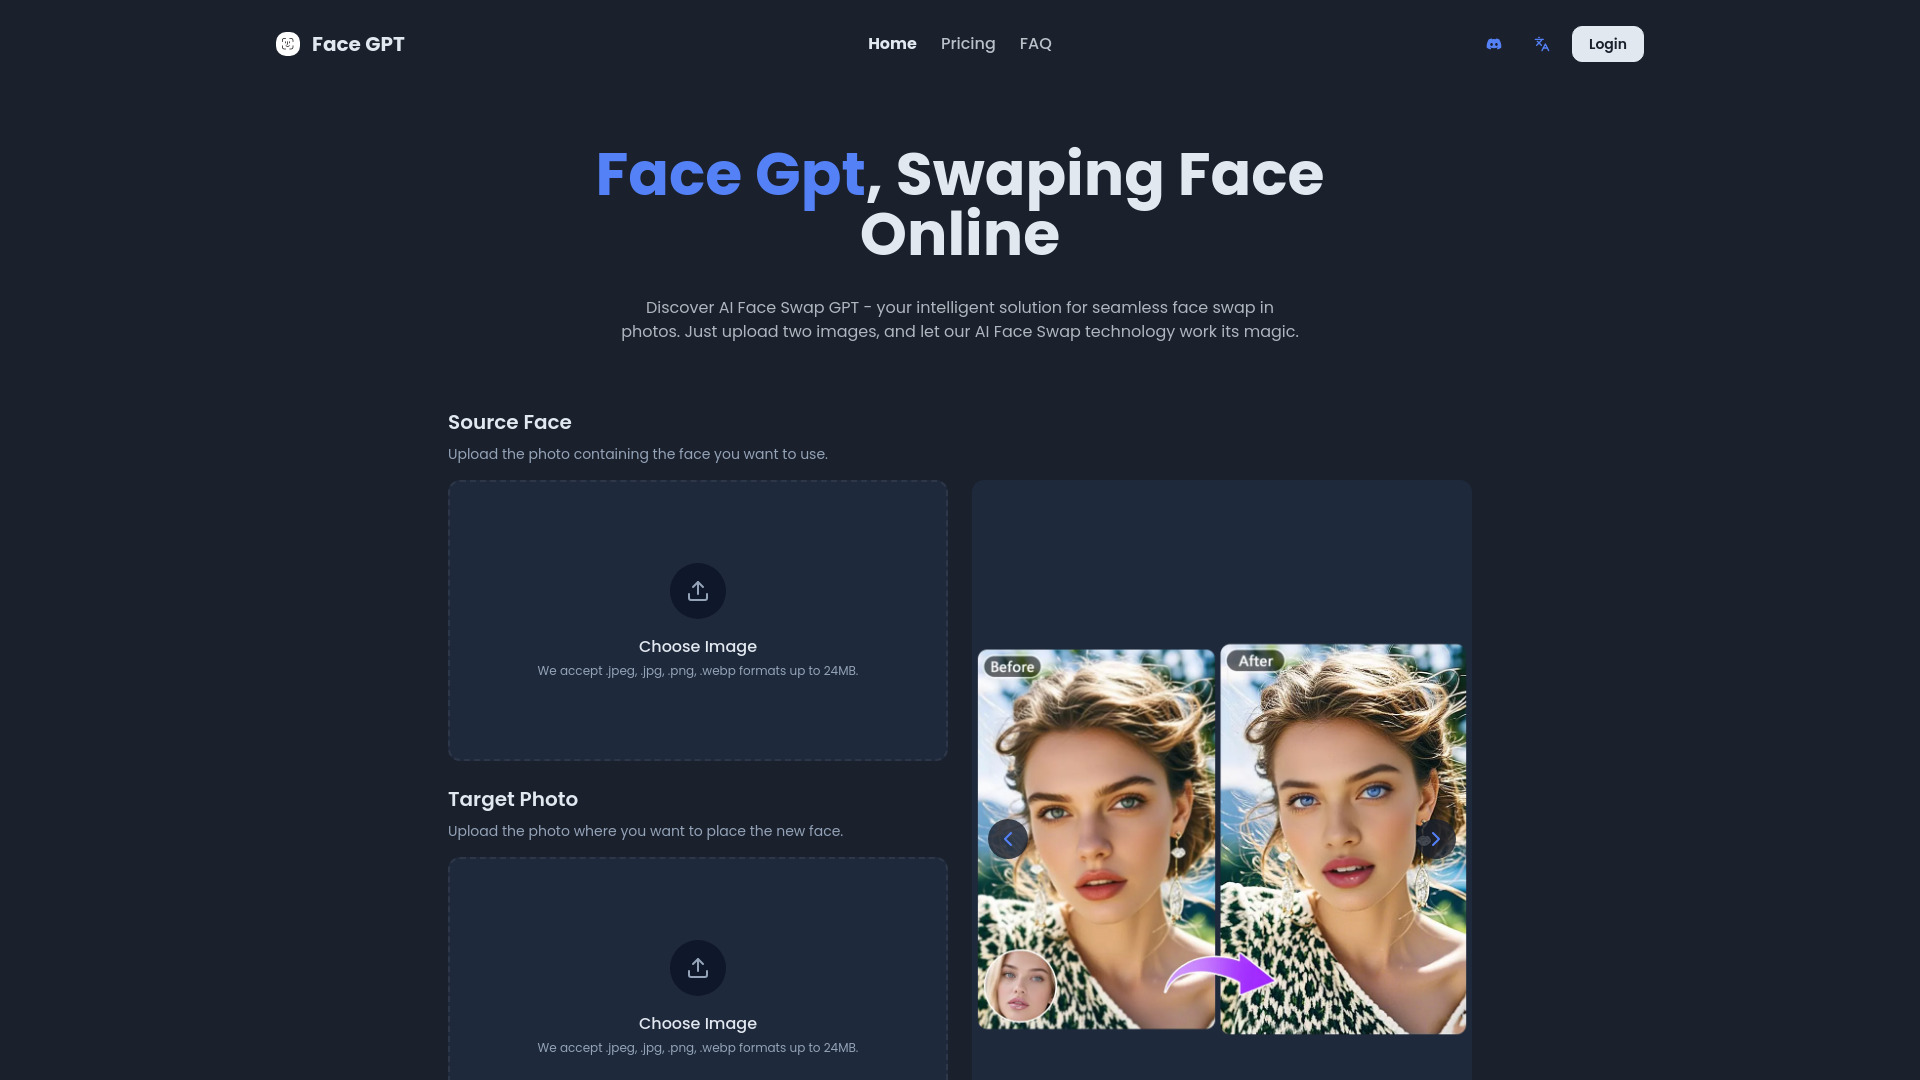 Face GPT
Home
Pricing
FAQ
Login
Face Gpt, Swaping Face
Online
Discover AI Face Swap GPT - your intelligent solution for seamless face swap in
photos. Just upload two images, and let our AI Face Swap technology work its magic.
Source Face
Upload the photo containing the face you want to use.
Choose Image
We accept .jpeg, .jpg, .png, .webp formats up to 24MB.
Before
After
Target Photo
Upload the photo where you want to place the new face.
Choose Image
We accept .jpeg, .jpg, .png, .webp formats up to 24MB.